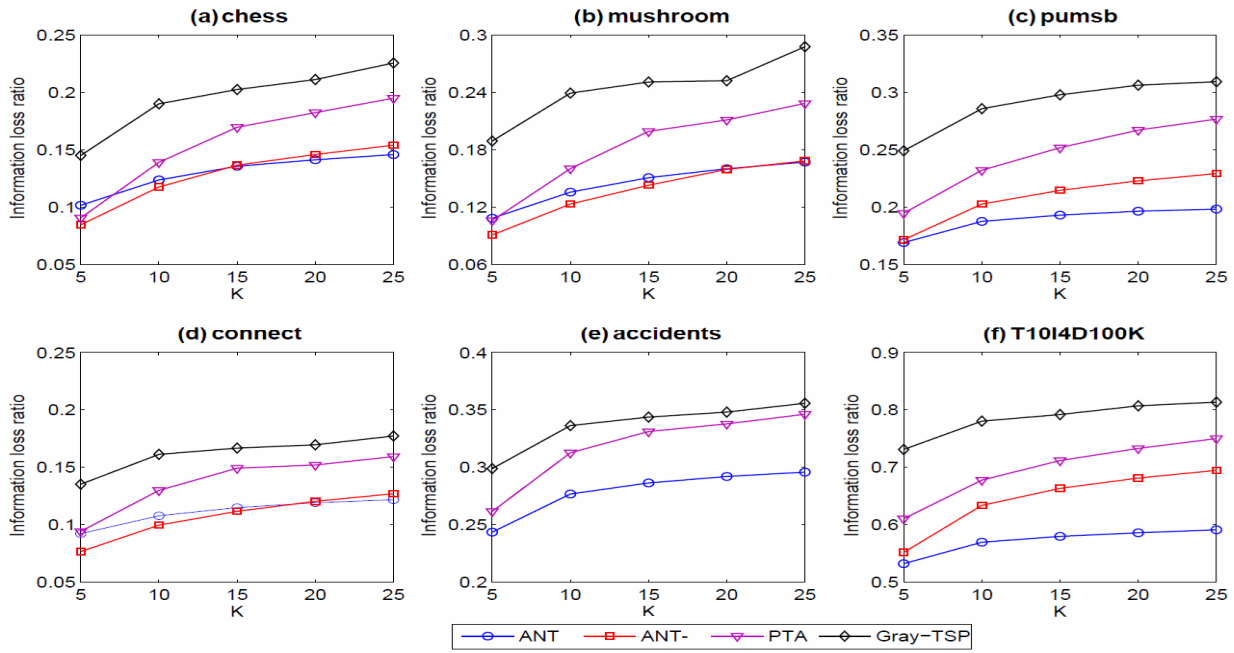 (a) chess
(b) mushroom
(c) pumsb
Information loss ratio
0.25
0.2
0.15
0.1
0.05
5 10 15 20 25
K
Information loss ratio
0.3
0.24
0.18
0.12
0.06
5 10 15 20 25
K
Information loss ratio
0.35
0.3
0.25
0.2
0.15
5 10 15 20 25
K
(d) connect
(e) accidents
(f) T10I4D100K
Information loss ratio
0.25
0.2
0.15
0.1
0.05
5 10 15 20 25
K
Information loss ratio
0.4
0.35
0.3
0.25
0.2
5 10 15 20 25
K
Information loss ratio
0.9
0.8
0.7
0.6
0.5
5 10 15 20 25
K
ANT ANT- PTA Gray-TSP